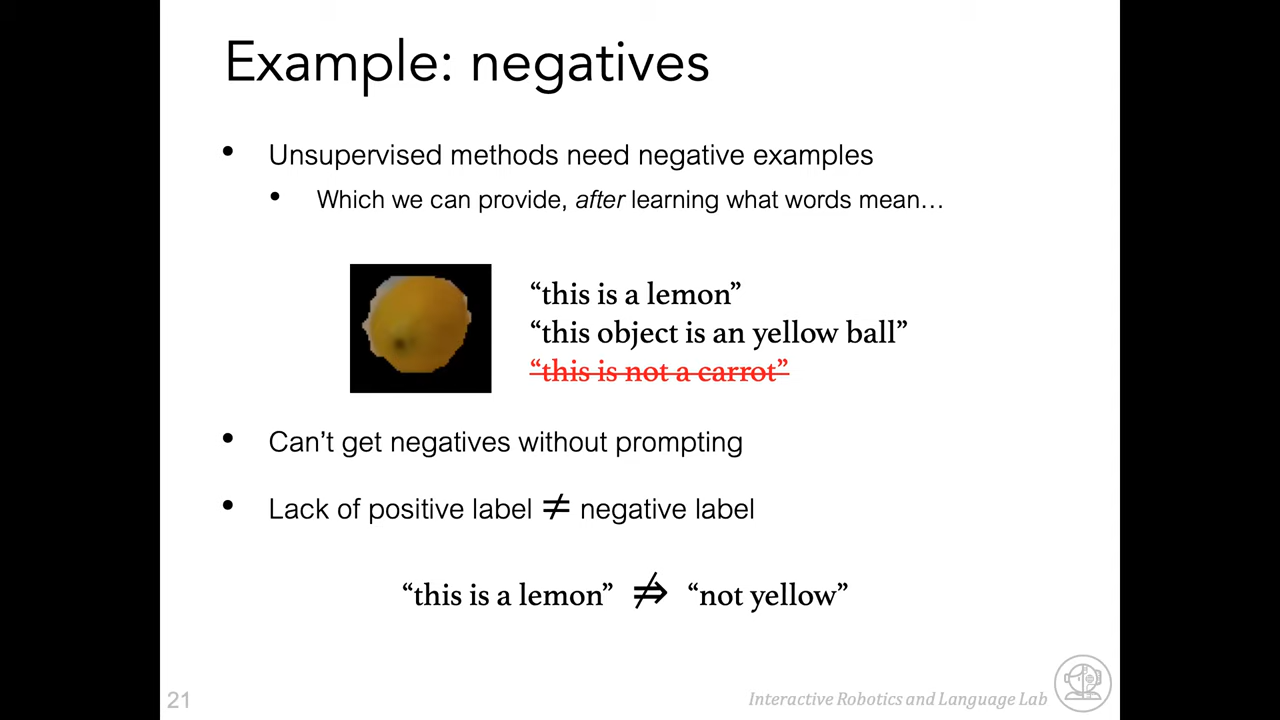 Example: negatives
• Unsupervised methods need negative examples
• Which we can provide, after learning what words mean…
“this is a lemon”
“this object is an yellow ball”
“this is not a carrot”
• Can’t get negatives without prompting
• Lack of positive label ≠ negative label
“this is a lemon” ⇏ “not yellow”
21
Interactive Robotics and Language Lab